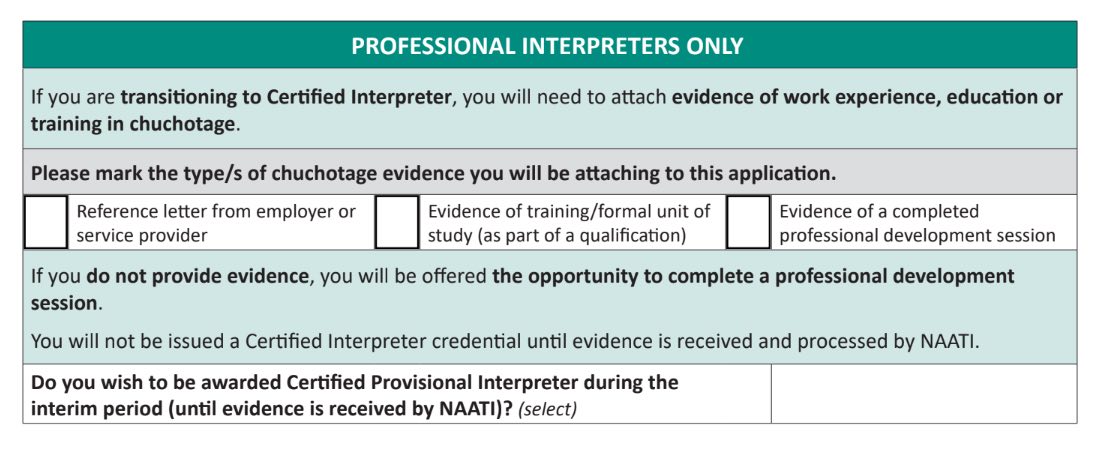 PROFESSIONAL INTERPRETERS ONLY
If you are transitioning to Certified Interpreter, you will need to attach evidence of work experience, education or
training in chuchotage.
Please mark the type/s of chuchotage evidence you will be attaching to this application.
Reference letter from employer or
service provider
Evidence of training/formal unit of
study (as part of a qualification)
Evidence of a completed
professional development session
If you do not provide evidence, you will be offered the opportunity to complete a professional development
session.
You will not be issued a Certified Interpreter credential until evidence is received and processed by NAATI.
Do you wish to be awarded Certified Provisional Interpreter during the
interim period (until evidence is received by NAATI)? (select)